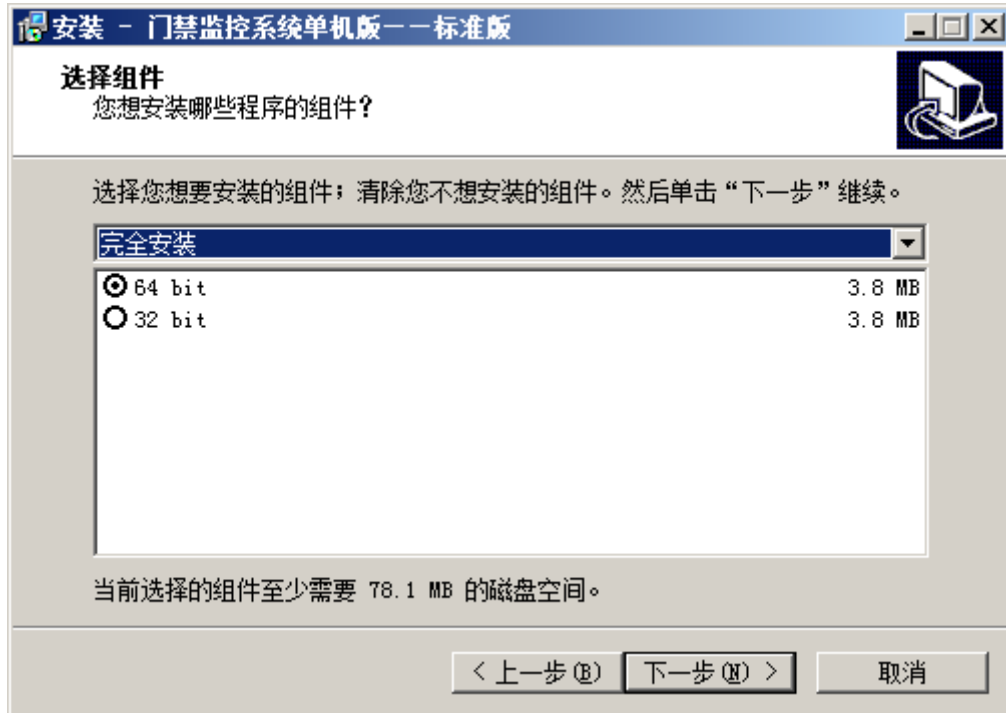 安装 - 门禁监控系统单机版——标准版
选择组件
您想安装哪些程序的组件?
选择您想要安装的组件；清除您不想安装的组件。然后单击“下一步”继续。
完全安装
64 bit 3.8 MB
32 bit 3.8 MB
当前选择的组件至少需要 78.1 MB 的磁盘空间。
< 上一步(B) 下一步(N) > 取消